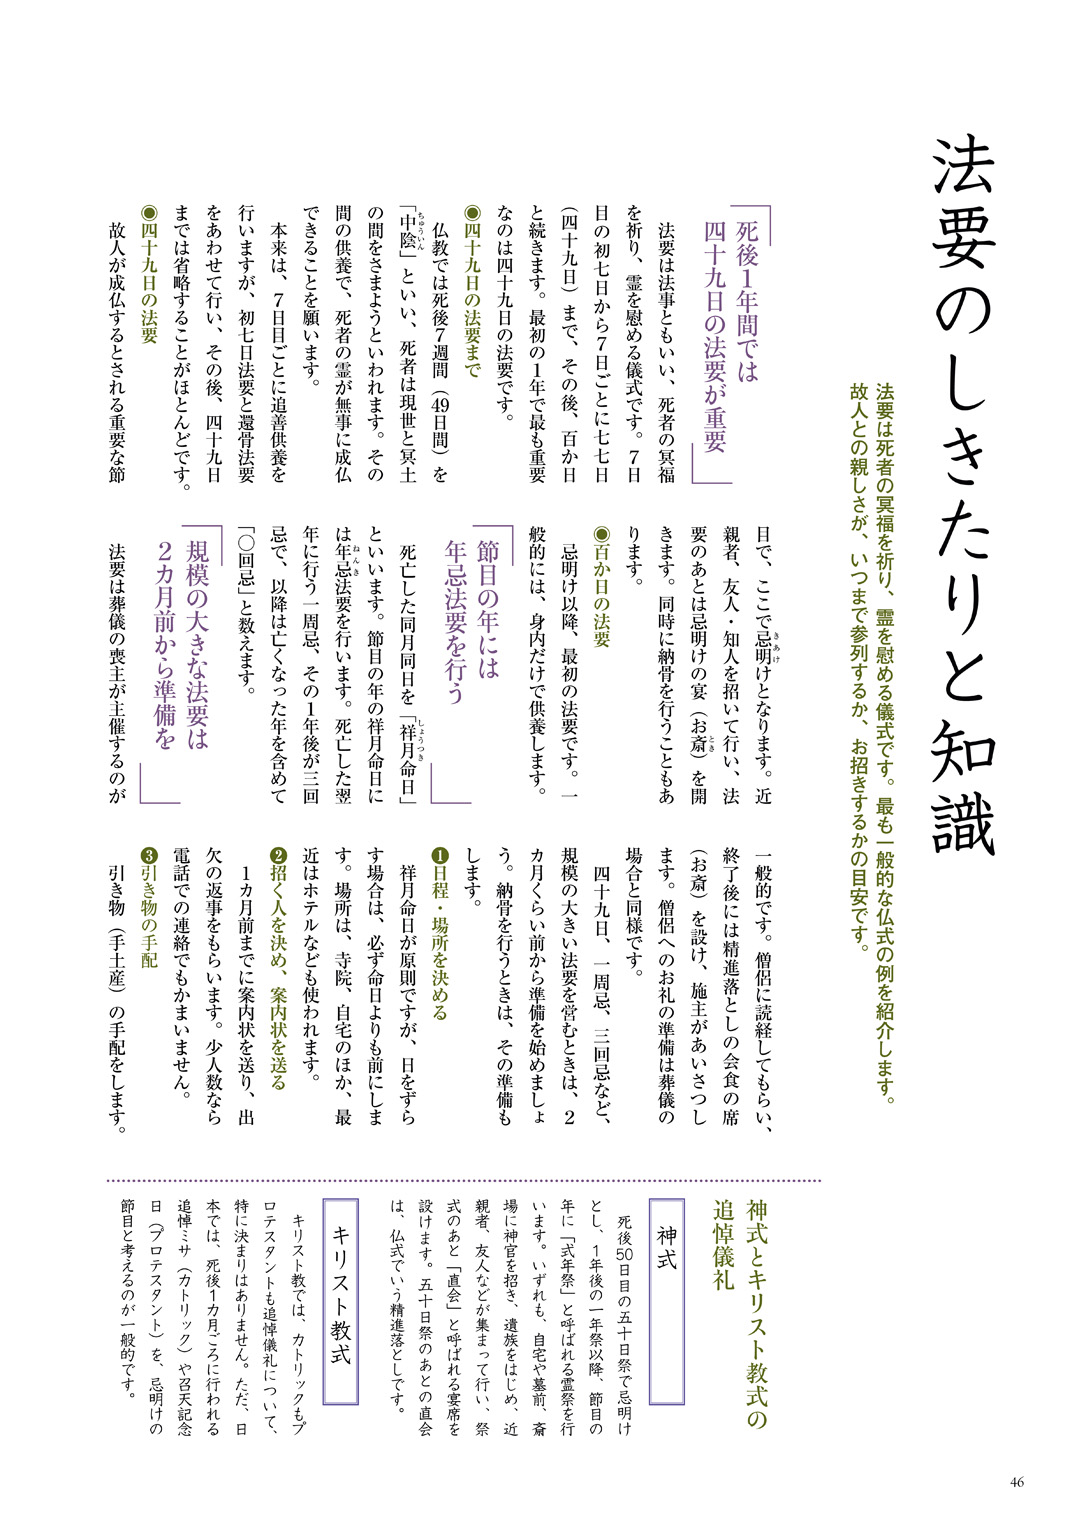 法要のしきたりと知識
法要は死者の冥福を祈り、霊を慰める儀式です。最も一般的な仏式の例を紹介します。
故人との親しさが、いつまで参列するか、お招きするかの目安です。
死後１年間では
四十九日の法要が重要
法要は法事ともいい、死者の冥福
を祈り、霊を慰める儀式です。７日
目の初七日から７日ごとに七七日
（四十九日）まで、その後、百か日
と続きます。最初の１年で最も重要
なのは四十九日の法要です。
◉四十九日の法要まで
仏教では死後７週間（49日間）を
「中陰」といい、死者は現世と冥土
ちゅういん
の間をさまようといわれます。その
間の供養で、死者の霊が無事に成仏
できることを願います。
本来は、７日目ごとに追善供養を
行いますが、初七日法要と還骨法要
をあわせて行い、その後、四十九日
までは省略することがほとんどです。
◉四十九日の法要
故人が成仏するとされる重要な節
目で、ここで忌明けとなります。近
きあ
親者、友人・知人を招いて行い、法
要のあとは忌明けの宴（お斎）を開
とき
きます。同時に納骨を行うこともあ
ります。
◉百か日の法要
忌明け以降、最初の法要です。一
般的には、身内だけで供養します。
節目の年には
年忌法要を行う
死亡した同月同日を「祥月命日」
しょうつき
といいます。節目の年の祥月命日に
は年忌法要を行います。死亡した翌
ねんき
年に行う一周忌、その１年後が三回
忌で、以降は亡くなった年を含めて
「〇回忌」と数えます。
規模の大きな法要は
２カ月前から準備を
法要は葬儀の喪主が主催するのが
一般的です。僧侶に読経してもらい、
終了後には精進落としの会食の席
（お斎）を設け、施主があいさつし
ます。僧侶へのお礼の準備は葬儀の
場合と同様です。
四十九日、一周忌、三回忌など、
規模の大きい法要を営むときは、２
カ月くらい前から準備を始めましょ
う。納骨を行うときは、その準備も
します。
❶日程・場所を決める
祥月命日が原則ですが、日をずら
す場合は、必ず命日よりも前にしま
す。場所は、寺院、自宅のほか、最
近はホテルなども使われます。
❷招く人を決め、案内状を送る
１カ月前までに案内状を送り、出
欠の返事をもらいます。少人数なら
電話での連絡でもかまいません。
❸引き物の手配
引き物（手土産）の手配をします。
神式とキリスト教式の
追悼儀礼
神式
死後50日目の五十日祭で忌明け
とし、１年後の一年祭以降、節目の
年に「式年祭」と呼ばれる霊祭を行
います。いずれも、自宅や墓前、斎
場に神官を招き、遺族をはじめ、近
親者、友人などが集まって行い、祭
式のあと「直会」と呼ばれる宴席を
設けます。五十日祭のあとの直会
は、仏式でいう精進落としです。
キリスト教式
キリスト教では、カトリックもプ
ロテスタントも追悼儀礼について、
特に決まりはありません。ただ、日
本では、死後１カ月ごろに行われる
追悼ミサ（カトリック）や召天記念
日（プロテスタント）を、忌明けの
節目と考えるのが一般的です。
46